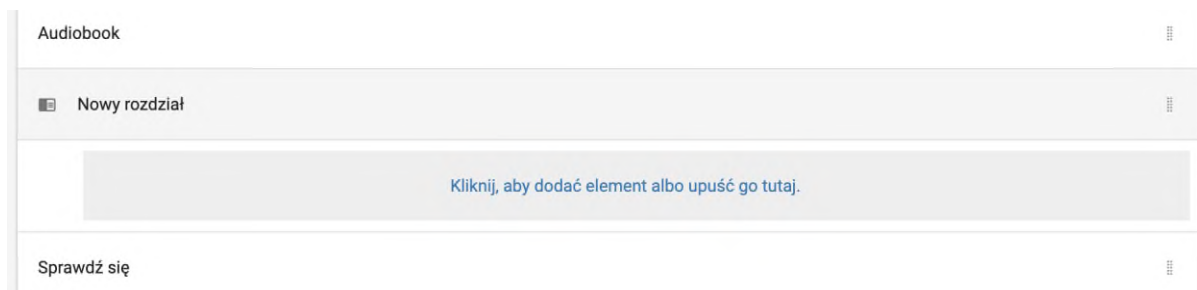 Audiobook
Nowy rozdział
Kliknij, aby dodać element albo upuść go tutaj.
Sprawdź się